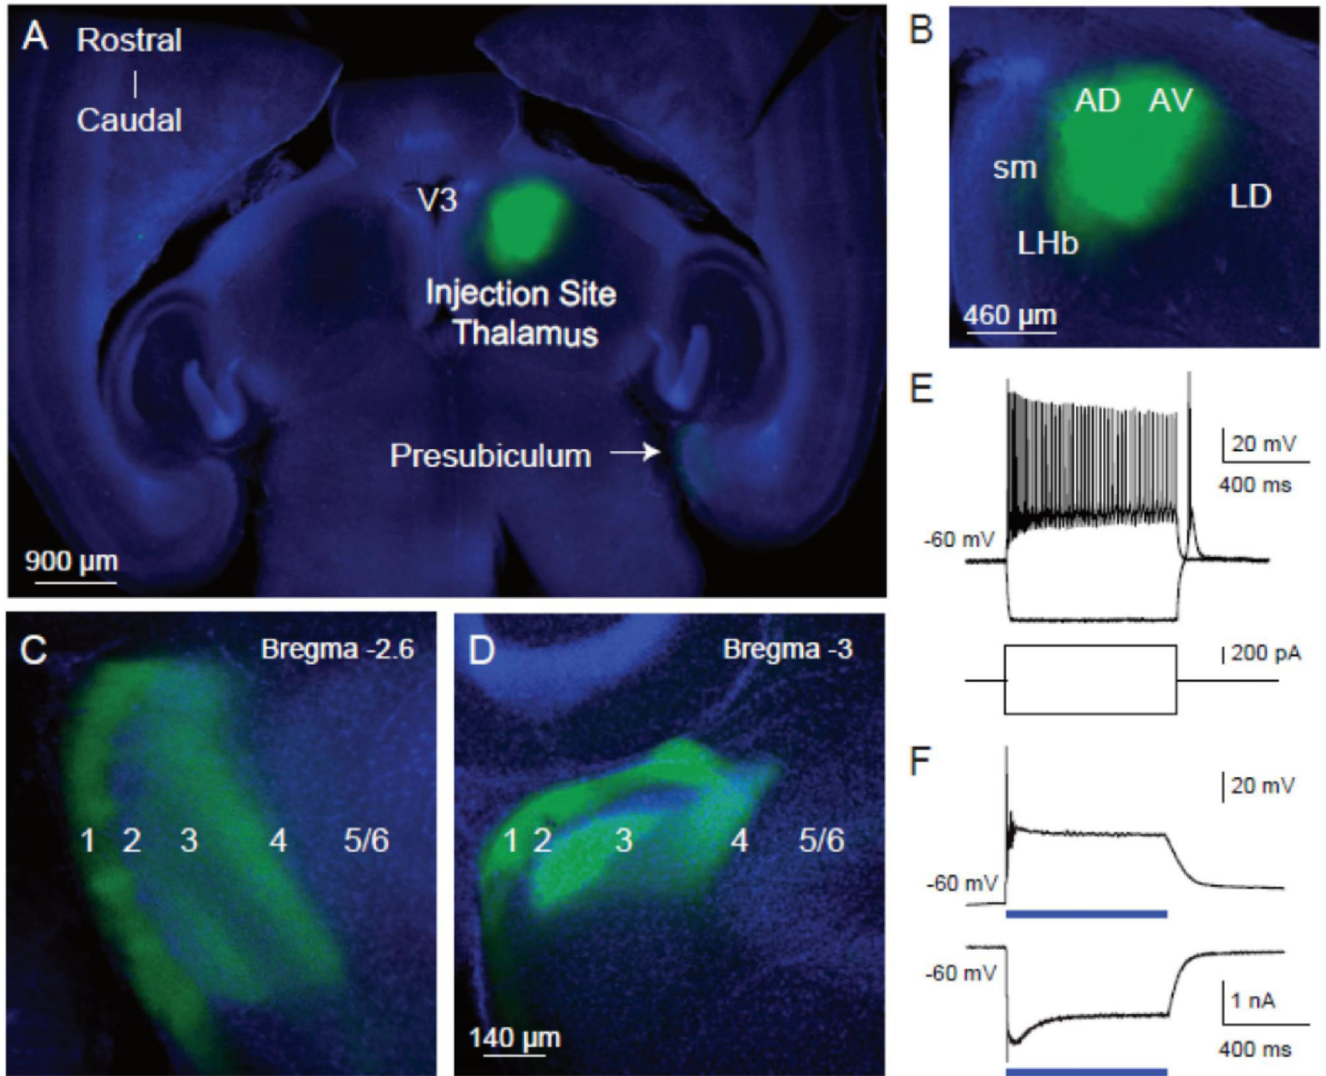 A
Rostral
Caudal
V3
Injection Site
Thalamus
Presubiculum
900 µm
B
AD AV
sm
LD
LHb
460 µm
C
Bregma -2.6
1 2 3 4 5/6
D
Bregma -3
1 2 3 4 5/6
140 µm
E
20 mV
400 ms
-60 mV
200 pA
F
20 mV
-60 mV
-60 mV
1 nA
400 ms